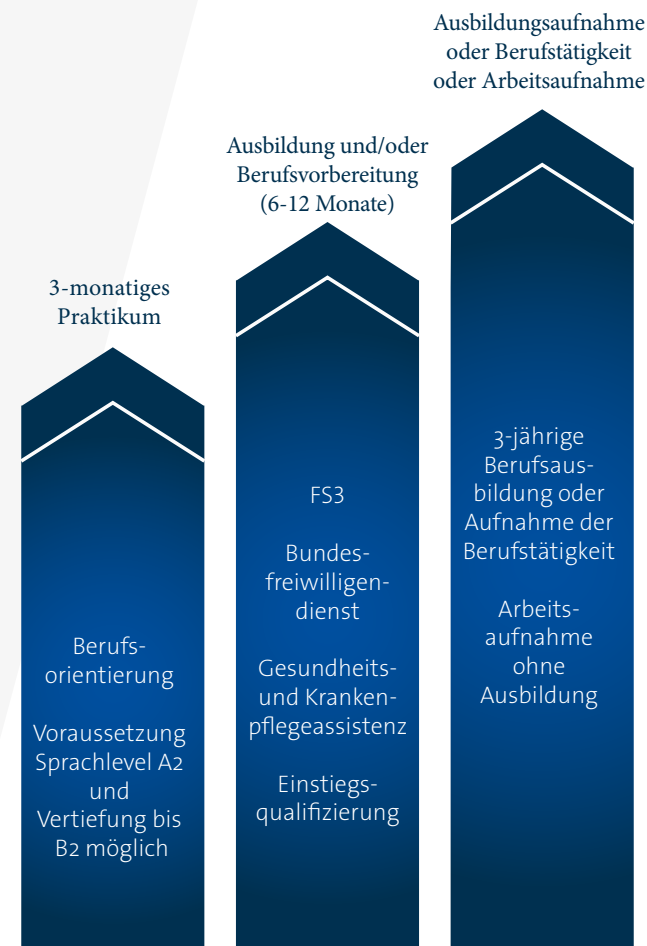 3-monatiges
Praktikum
Berufs-
orientierung
Voraussetzung
Sprachlevel A2
und
Vertiefung bis
B2 möglich
Ausbildung und/oder
Berufsvorbereitung
(6-12 Monate)
FS3
Bundes-
freiwilligen-
dienst
Gesundheits-
und Kranken-
pflegeassistenz
Einstiegs-
qualifizierung
Ausbildungsaufnahme
oder Berufstätigkeit
oder Arbeitsaufnahme
3-jährige
Berufsaus-
bildung oder
Aufnahme der
Berufstätigkeit
Arbeits-
aufnahme
ohne
Ausbildung